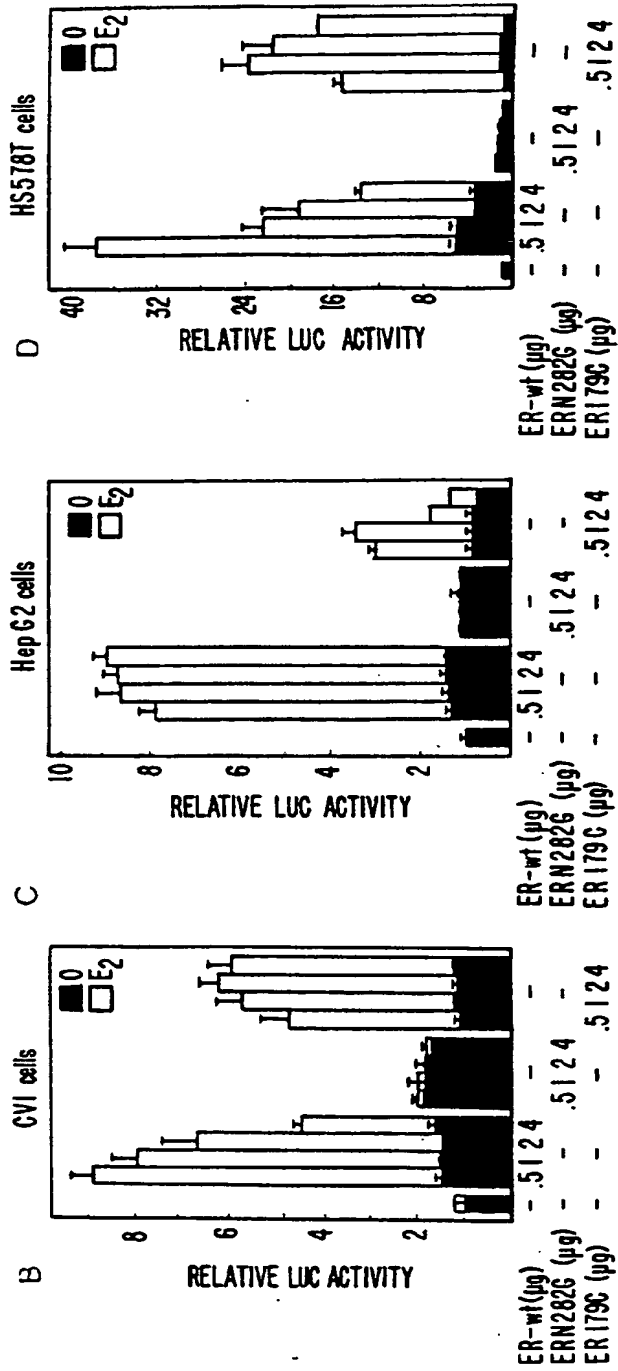 B
CV1 cells
0
E2
8
6
4
2
RELATIVE LUC ACTIVITY
ER-wt (µg) - .5 1 2 4 - -
ERN282G (µg) - - .5 1 2 4 -
ER179C (µg) - - - .5 1 2 4
C
Hep G2 cells
0
E2
10
8
6
4
2
RELATIVE LUC ACTIVITY
ER-wt (µg) - .5 1 2 4 - -
ERN282G (µg) - - .5 1 2 4 -
ER179C (µg) - - - .5 1 2 4
D
HS578T cells
0
E2
40
32
24
16
8
RELATIVE LUC ACTIVITY
ER-wt (µg) - .5 1 2 4 - -
ERN282G (µg) - - .5 1 2 4 -
ER179C (µg) - - - .5 1 2 4